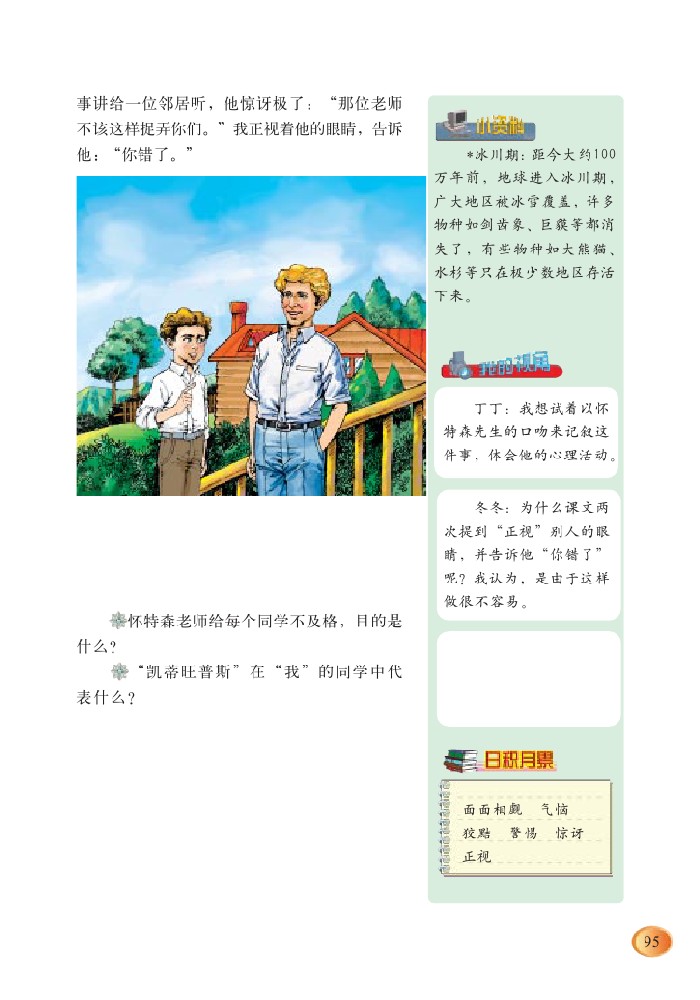 事讲给一位邻居听，他惊讶极了：“那位老师
不该这样捉弄你们。”我正视着他的眼睛，告诉
他：“你错了。”
怀特森老师给每个同学不及格，目的是
什么？
“凯蒂旺普斯”在“我”的同学中代
表什么？
小资料
*冰川期：距今大约100
万年前，地球进入冰川期，
广大地区被冰雪覆盖，许多
物种如剑齿象、巨貘等都消
失了，有些物种如大熊猫、
水杉等只在极少数地区存活
下来。
我的视角
丁丁：我想试着以怀
特森先生的口吻来记叙这
件事，体会他的心理活动。
冬冬：为什么课文两
次提到“正视”别人的眼
睛，并告诉他“你错了”
呢？我认为，是由于这样
做很不容易。
日积月累
面面相觑 气恼
狡黠 警惕 惊讶
正视
95